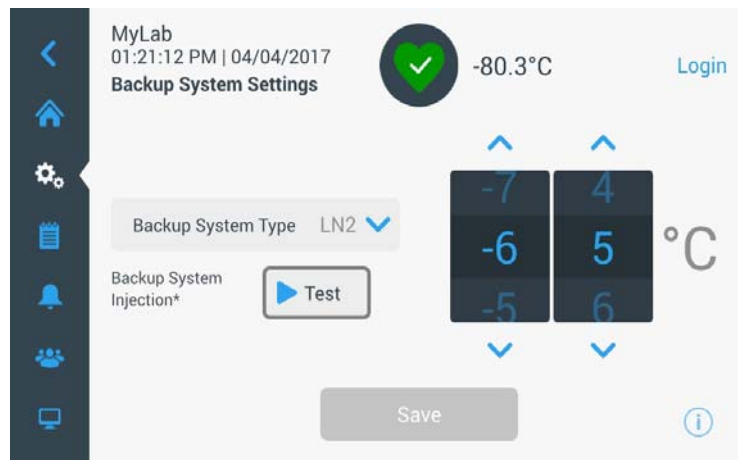 MyLab
01:21:12 PM | 04/04/2017
Backup System Settings
-80.3°C
Login
Backup System Type LN2
Backup System
Injection*
Test
-7 4
-6 5 °C
-5 6
Save
i